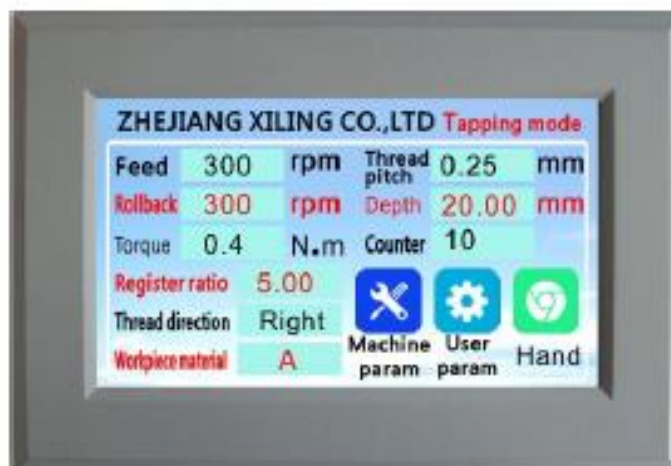 ZHEJIANG XILING CO.,LTD Tapping mode
Feed 300 rpm Thread pitch 0.25 mm
Rollback 300 rpm Depth 20.00 mm
Torque 0.4 N.m Counter 10
Register ratio 5.00
Thread direction Right
Workpiece material A
Machine param User param Hand